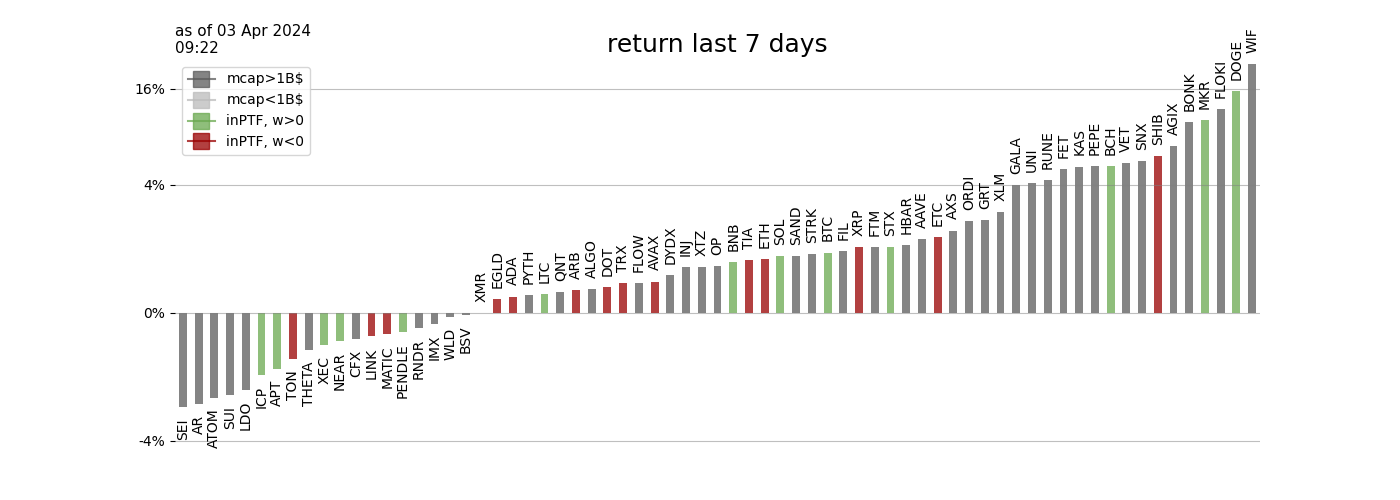 as of 03 Apr 2024
09:22
return last 7 days
mcap>1B$
mcap<1B$
inPTF, w>0
inPTF, w<0
16%
4%
0%
-4%
SEI
AR
ATOM
SUI
LDO
ICP
APT
TON
THETA
XEC
NEAR
CFX
LINK
MATIC
PENDLE
RNDR
IMX
WLD
BSV
XMR
EGLD
ADA
PYTH
LTC
QNT
ARB
ALGO
DOT
TRX
FLOW
AVAX
DYDX
INJ
XTZ
OP
BNB
TIA
ETH
SOL
SAND
STRK
BTC
FIL
XRP
FTM
STX
HBAR
AAVE
ETC
AXS
ORDI
GRT
XLM
GALA
UNI
RUNE
FET
KAS
PEPE
BCH
VET
SNX
SHIB
AGIX
BONK
MKR
FLOKI
DOGE
WIF